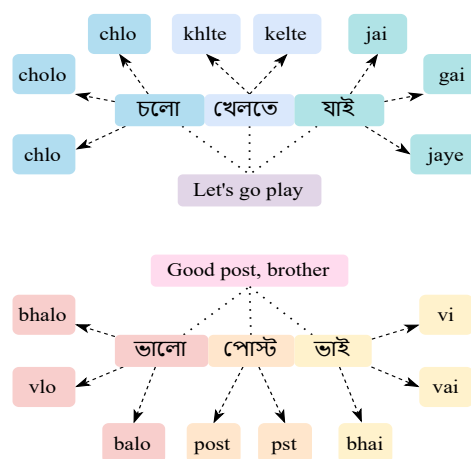 chlo khlte kelte jai
cholo gai
চলো খেলতে যাই
chlo jaye
Let's go play
Good post, brother
bhalo vi
ভালো পোস্ট ভাই
vlo vai
balo post pst bhai